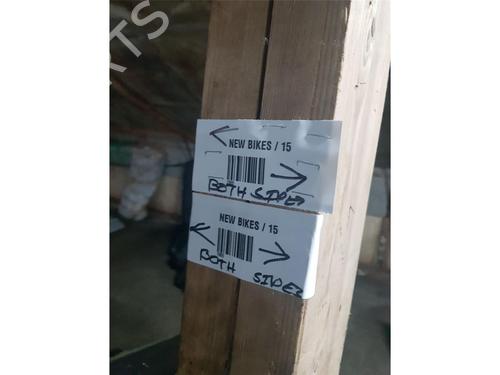 NEW BIKES / 15
BOTH SIDES
NEW BIKES / 15
BOTH SIDES